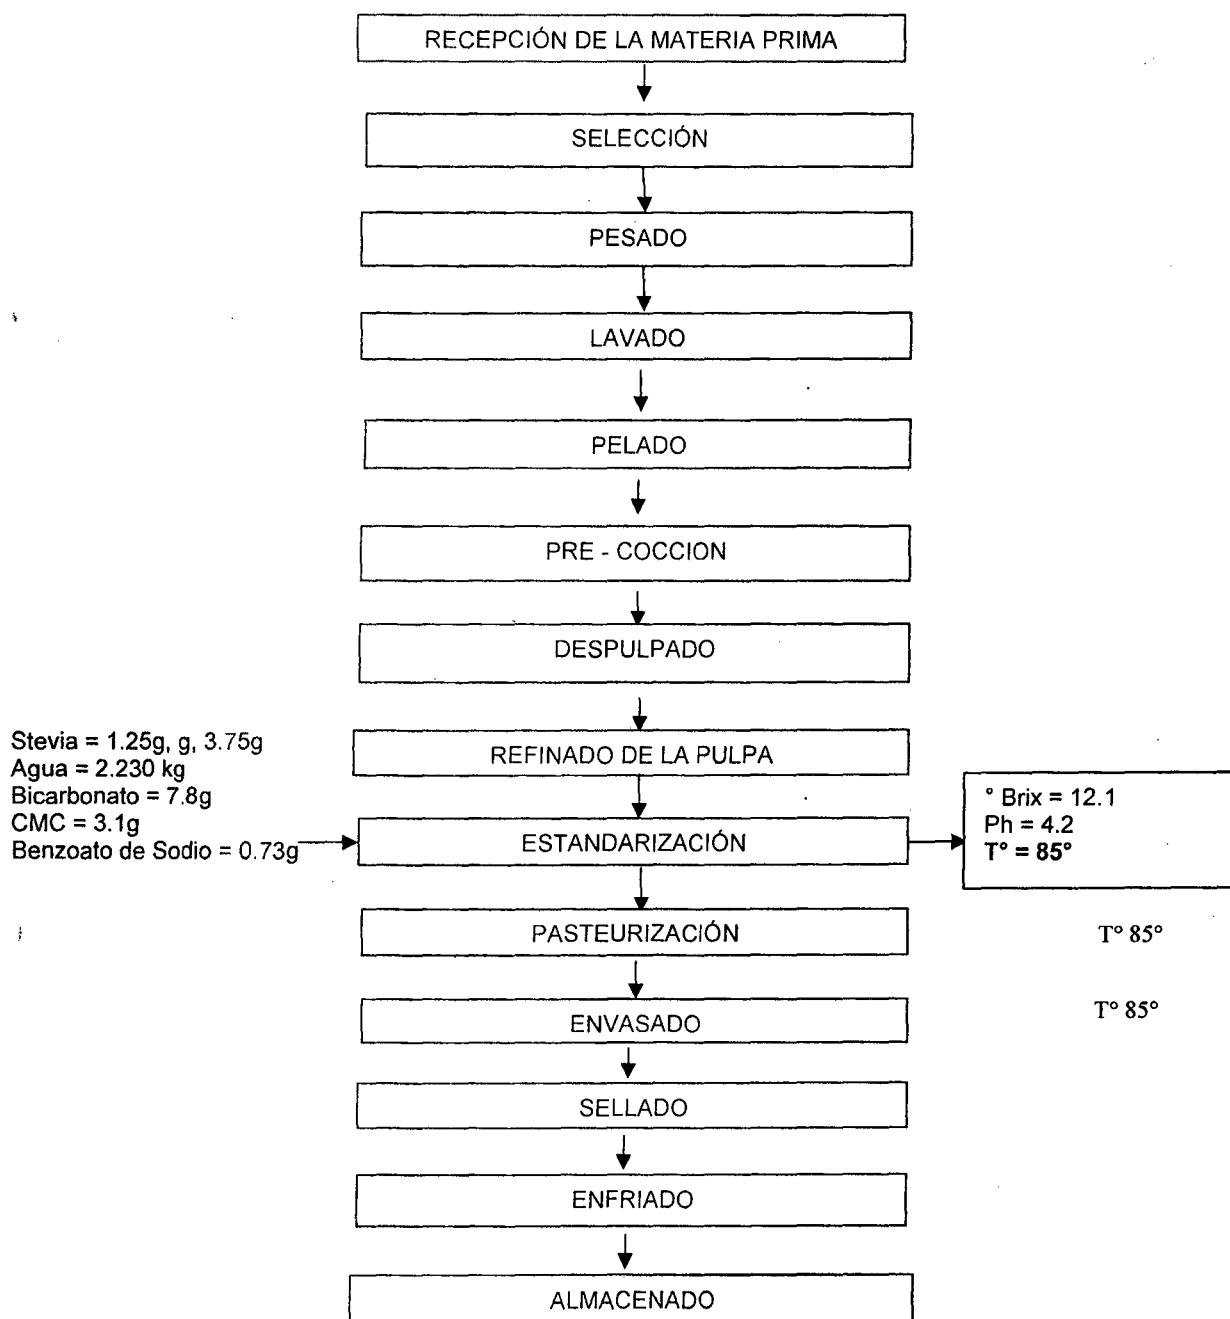 RECEPCIÓN DE LA MATERIA PRIMA
SELECCIÓN
PESADO
LAVADO
PELADO
PRE - COCCION
DESPULPADO
REFINADO DE LA PULPA
Stevia = 1.25g, g, 3.75g
Agua = 2.230 kg
Bicarbonato = 7.8g
CMC = 3.1g
Benzoato de Sodio = 0.73g
ESTANDARIZACIÓN
° Brix = 12.1
Ph = 4.2
T° = 85°
PASTEURIZACIÓN
T° 85°
ENVASADO
T° 85°
SELLADO
ENFRIADO
ALMACENADO